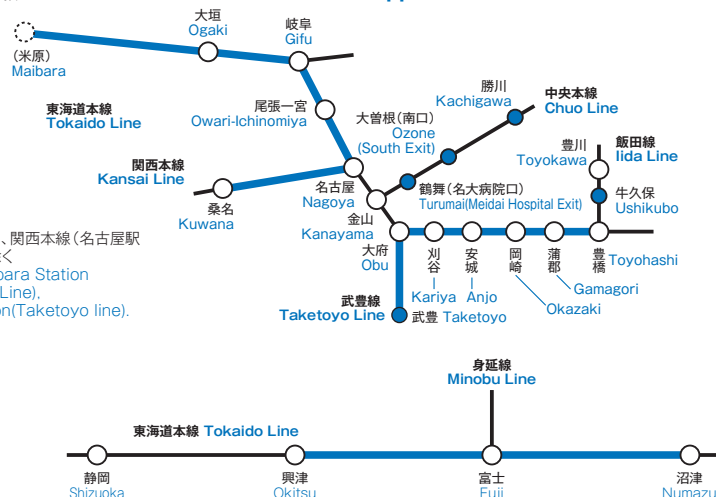 大垣
Ogaki
岐阜
Gifu
(米原)
Maibara
東海道本線
Tokaido Line
尾張一宮
Owari-Ichinomiya
勝川
Kachigawa
中央本線
Chuo Line
大曽根(南口)
Ozone
(South Exit)
豊川
Toyokawa
飯田線
Iida Line
関西本線
Kansai Line
桑名
Kuwana
名古屋
Nagoya
鶴舞(名大病院口)
Turumai(Meidai Hospital Exit)
牛久保
Ushikubo
金山
Kanayama
、関西本線(名古屋駅
ara Station
Line),
on(Taketoyo line).
大府
Obu
刈谷
Kariya
安城
Anjo
岡崎
Okazaki
蒲郡
Gamagori
豊橋
Toyohashi
武豊線
Taketoyo Line
武豊 Taketoyo
身延線
Minobu Line
東海道本線 Tokaido Line
静岡
Shizuoka
興津
Okitsu
富士
Fuji
沼津
Numazu